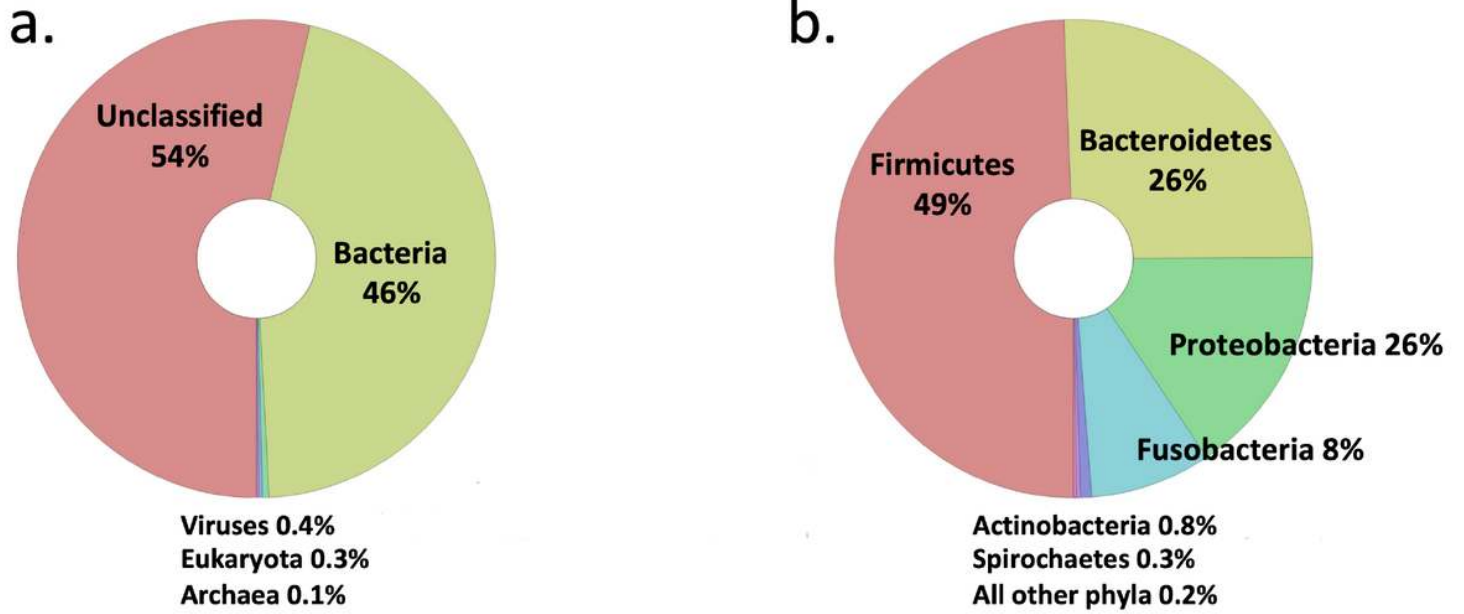 a.
Unclassified
54%
Bacteria
46%
Viruses 0.4%
Eukaryota 0.3%
Archaea 0.1%
b.
Firmicutes
49%
Bacteroidetes
26%
Proteobacteria 26%
Fusobacteria 8%
Actinobacteria 0.8%
Spirochaetes 0.3%
All other phyla 0.2%